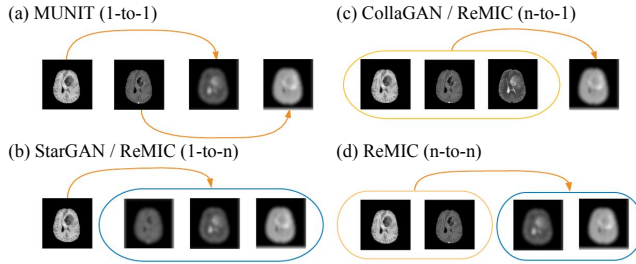 (a) MUNIT (1-to-1)
(b) StarGAN / ReMIC (1-to-n)
(c) CollaGAN / ReMIC (n-to-1)
(d) ReMIC (n-to-n)